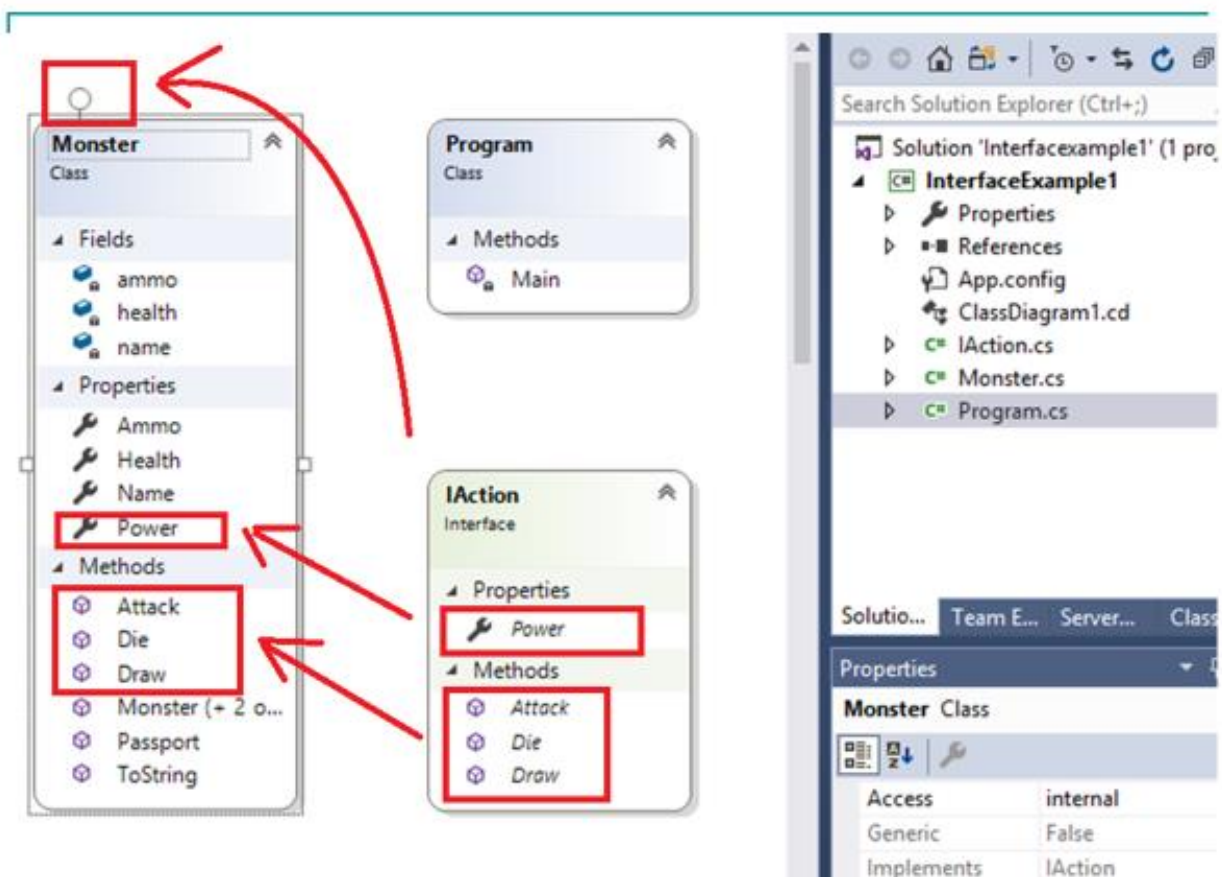 Monster
Class
Fields
ammo
health
name
Properties
Ammo
Health
Name
Power
Methods
Attack
Die
Draw
Monster (+ 2 o...
Passport
ToString
Program
Class
Methods
Main
IAction
Interface
Properties
Power
Methods
Attack
Die
Draw
Search Solution Explorer (Ctrl+;)
Solution 'Interfacexample1' (1 pro
C# InterfaceExample1
Properties
References
App.config
ClassDiagram1.cd
C# IAction.cs
C# Monster.cs
C# Program.cs
Solutio... Team E... Server... Class
Properties
Monster Class
Access internal
Generic False
Implements IAction